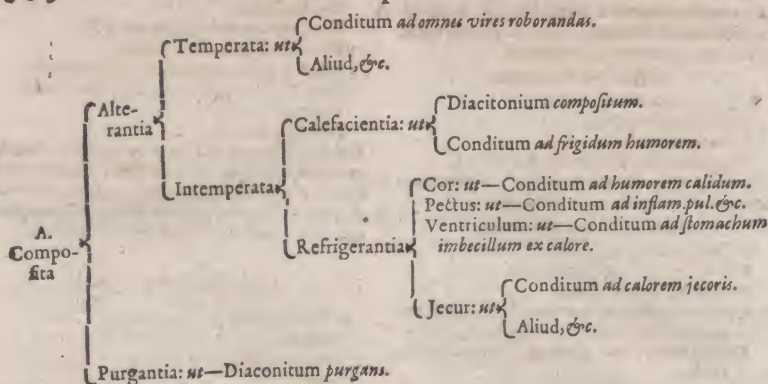 Conditum ad omnes vires roborandas.
Temperata: ut
Aliud, &c.
Alte-
rantia
Diacitonium compositum.
Calefacientia: ut
Conditum ad frigidum humorem.
Intemperata
Cor: ut—Conditum ad humorem calidum.
Pectus: ut—Conditum ad inflam. pul. &c.
Ventriculum: ut—Conditum ad stomachum
imbecillum ex calore.
Refrigerantia
Conditum ad calorem jecoris.
Jecur: ut
Aliud, &c.
A.
Compo-
sita
Purgantia: ut—Diaconitum purgans.